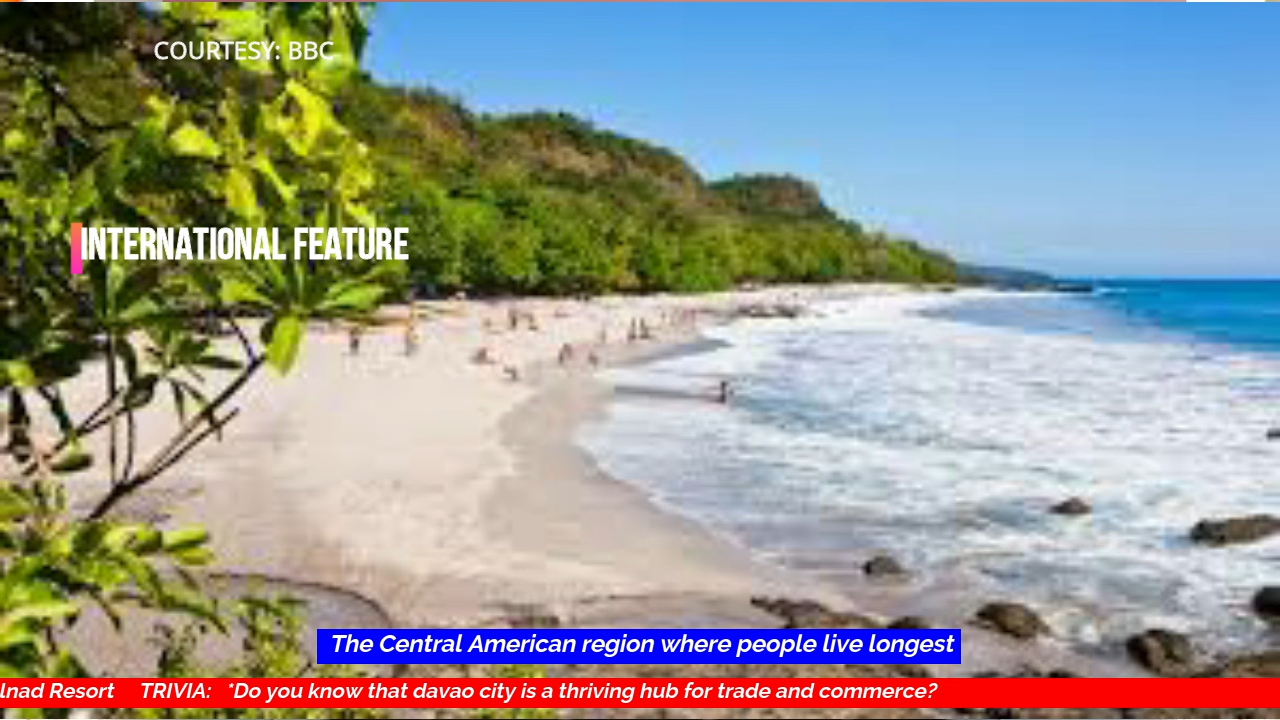 COURTESY: BBC
INTERNATIONAL FEATURE
The Central American region where people live longest
lnad Resort TRIVIA: *Do you know that davao city is a thriving hub for trade and commerce?